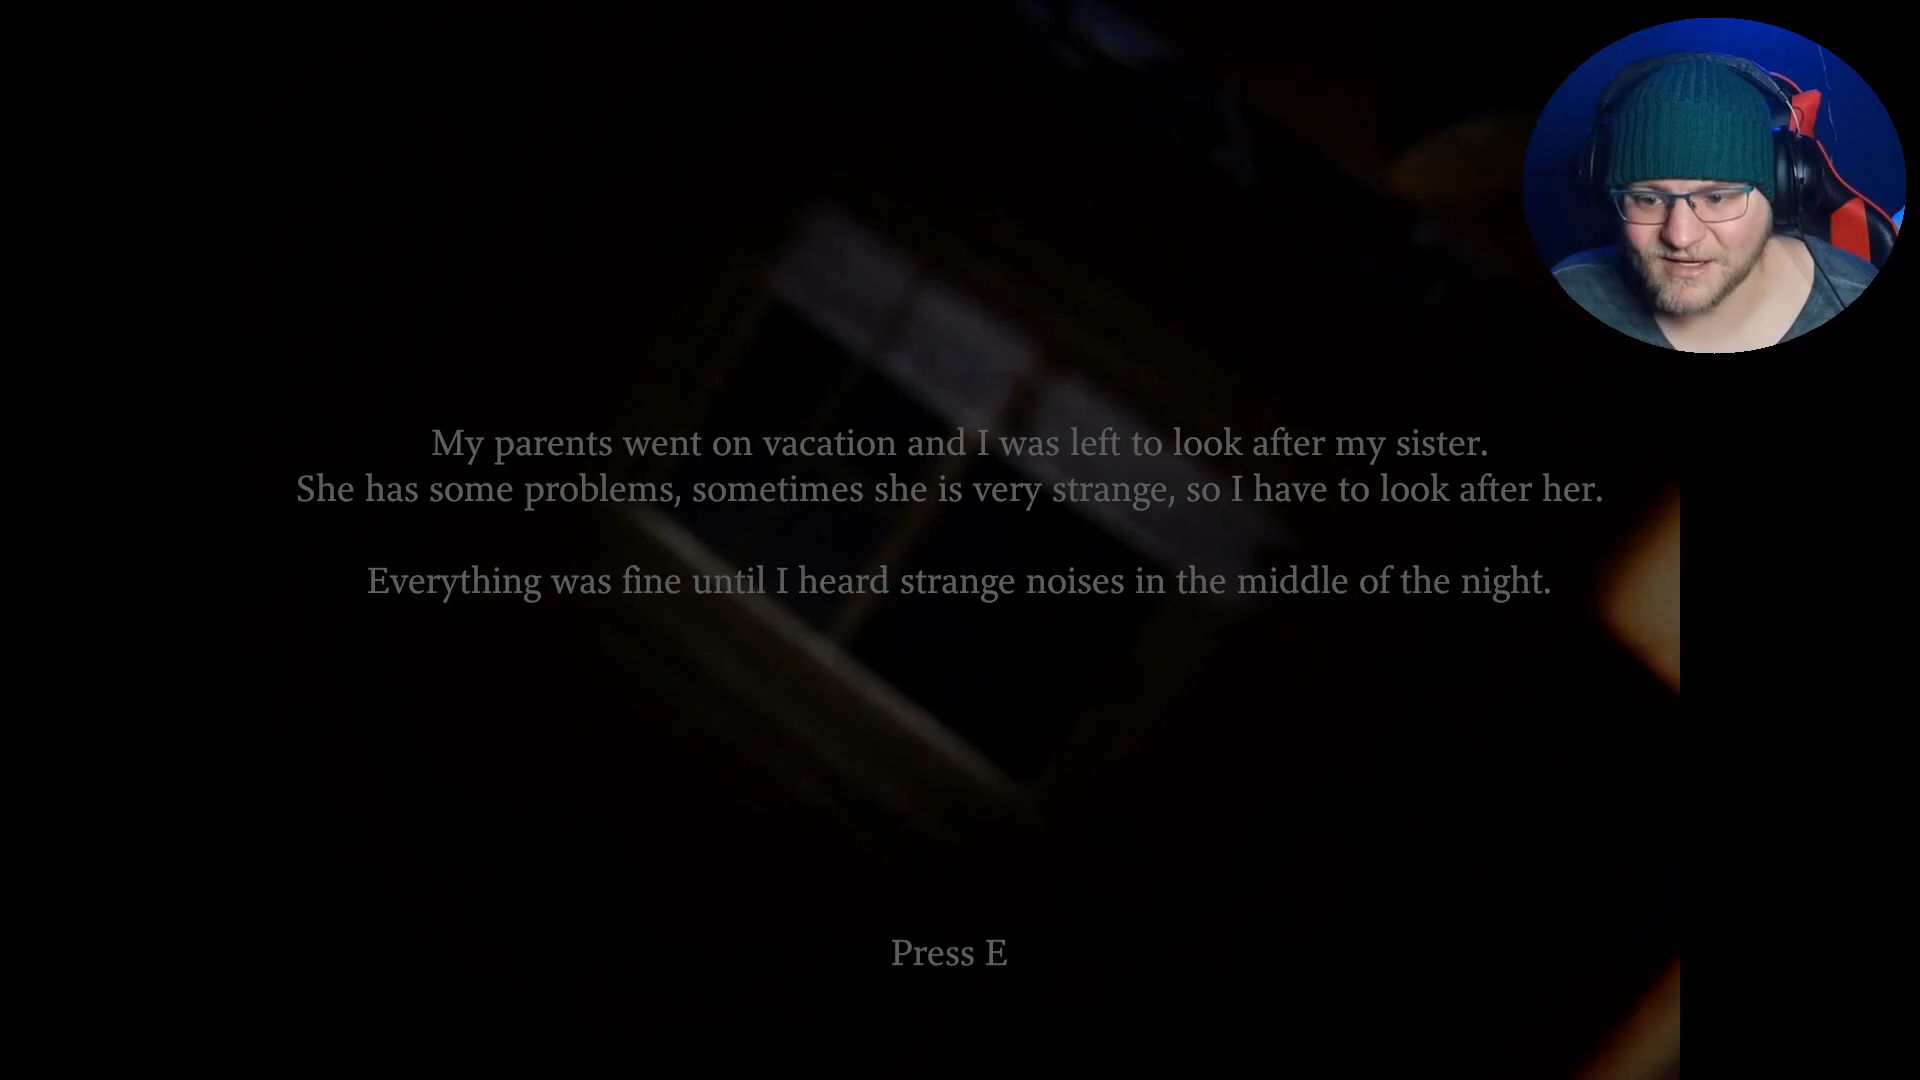 My parents went on vacation and I was left to look after my sister.
She has some problems, sometimes she is very strange, so I have to look after her.
Everything was fine until I heard strange noises in the middle of the night.
Press E